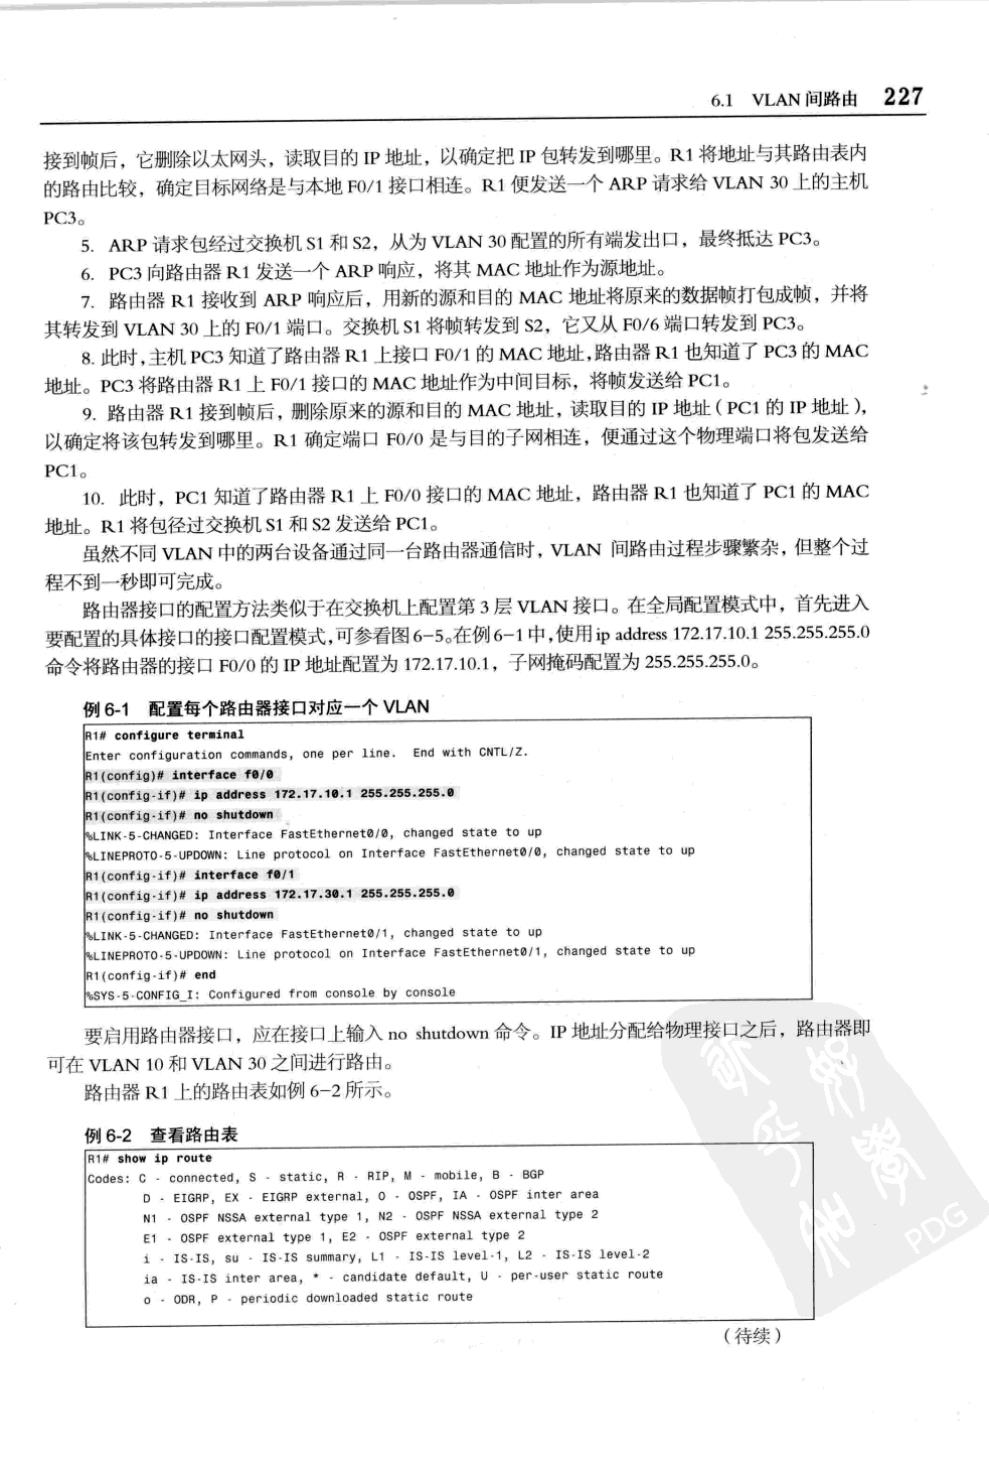 6.1 VLAN 间路由 227
接到帧后，它删除以太网头，读取目的 IP 地址，以确定把 IP 包转发到哪里。R1 将地址与其路由表内
的路由比较，确定目标网络是与本地 F0/1 接口相连。R1 便发送一个 ARP 请求给 VLAN 30 上的主机
PC3。
5. ARP 请求包经过交换机 S1 和 S2，从为 VLAN 30 配置的所有端发出口，最终抵达 PC3。
6. PC3 向路由器 R1 发送一个 ARP 响应，将其 MAC 地址作为源地址。
7. 路由器 R1 接收到 ARP 响应后，用新的源和目的 MAC 地址将原来的数据帧打包成帧，并将
其转发到 VLAN 30 上的 F0/1 端口。交换机 S1 将帧转发到 S2，它又从 F0/6 端口转发到 PC3。
8. 此时，主机 PC3 知道了路由器 R1 上接口 F0/1 的 MAC 地址，路由器 R1 也知道了 PC3 的 MAC
地址。PC3 将路由器 R1 上 F0/1 接口的 MAC 地址作为中间目标，将帧发送给 PC1。
9. 路由器 R1 接到帧后，删除原来的源和目的 MAC 地址，读取目的 IP 地址（PC1 的 IP 地址），
以确定将该包转发到哪里。R1 确定端口 F0/0 是与目的子网相连，便通过这个物理端口将包发送给
PC1。
10. 此时，PC1 知道了路由器 R1 上 F0/0 接口的 MAC 地址，路由器 R1 也知道了 PC1 的 MAC
地址。R1 将包径过交换机 S1 和 S2 发送给 PC1。
虽然不同 VLAN 中的两台设备通过同一台路由器通信时，VLAN 间路由过程步骤繁杂，但整个过
程不到一秒即可完成。
路由器接口的配置方法类似于在交换机上配置第 3 层 VLAN 接口。在全局配置模式中，首先进入
要配置的具体接口的接口配置模式，可参看图6-5。在例6-1中，使用ip address 172.17.10.1 255.255.255.0
命令将路由器的接口 F0/0 的 IP 地址配置为 172.17.10.1，子网掩码配置为 255.255.255.0。
例 6-1 配置每个路由器接口对应一个 VLAN
R1# configure terminal
Enter configuration commands, one per line. End with CNTL/Z.
R1(config)# interface f0/0
R1(config-if)# ip address 172.17.10.1 255.255.255.0
R1(config-if)# no shutdown
%LINK-5-CHANGED: Interface FastEthernet0/0, changed state to up
%LINEPROTO-5-UPDOWN: Line protocol on Interface FastEthernet0/0, changed state to up
R1(config-if)# interface f0/1
R1(config-if)# ip address 172.17.30.1 255.255.255.0
R1(config-if)# no shutdown
%LINK-5-CHANGED: Interface FastEthernet0/1, changed state to up
%LINEPROTO-5-UPDOWN: Line protocol on Interface FastEthernet0/1, changed state to up
R1(config-if)# end
%SYS-5-CONFIG_I: Configured from console by console
要启用路由器接口，应在接口上输入 no shutdown 命令。IP 地址分配给物理接口之后，路由器即
可在 VLAN 10 和 VLAN 30 之间进行路由。
路由器 R1 上的路由表如例 6-2 所示。
例 6-2 查看路由表
R1# show ip route
Codes: C - connected, S - static, R - RIP, M - mobile, B - BGP
D - EIGRP, EX - EIGRP external, O - OSPF, IA - OSPF inter area
N1 - OSPF NSSA external type 1, N2 - OSPF NSSA external type 2
E1 - OSPF external type 1, E2 - OSPF external type 2
i - IS-IS, su - IS-IS summary, L1 - IS-IS level-1, L2 - IS-IS level-2
ia - IS-IS inter area, * - candidate default, U - per-user static route
o - ODR, P - periodic downloaded static route
（待续）
PDG